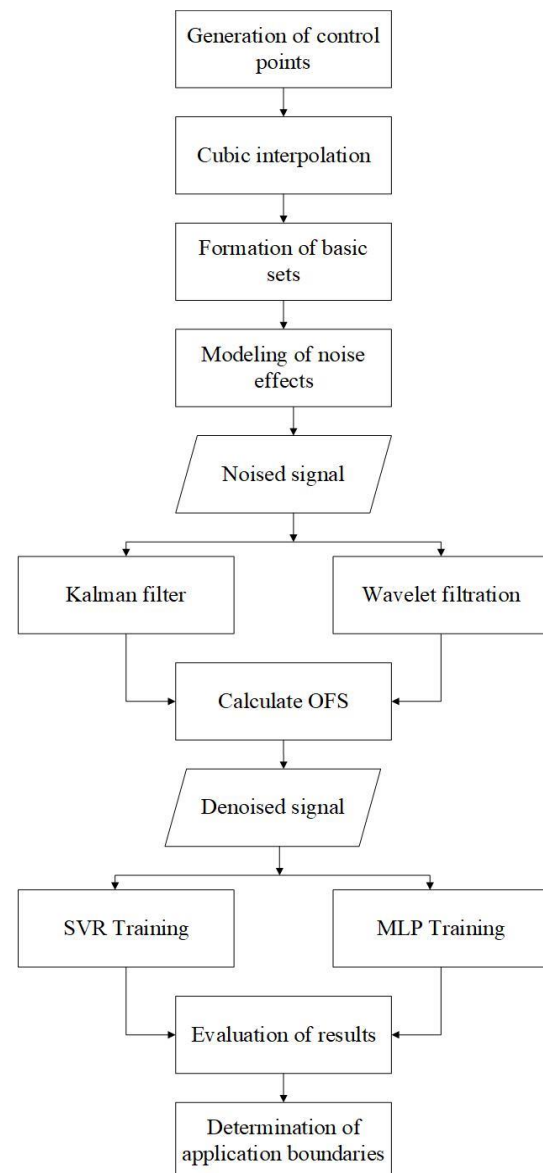 Generation of control
points
Cubic interpolation
Formation of basic
sets
Modeling of noise
effects
Noised signal
Kalman filter
Wavelet filtration
Calculate OFS
Denoised signal
SVR Training
MLP Training
Evaluation of results
Determination of
application boundaries